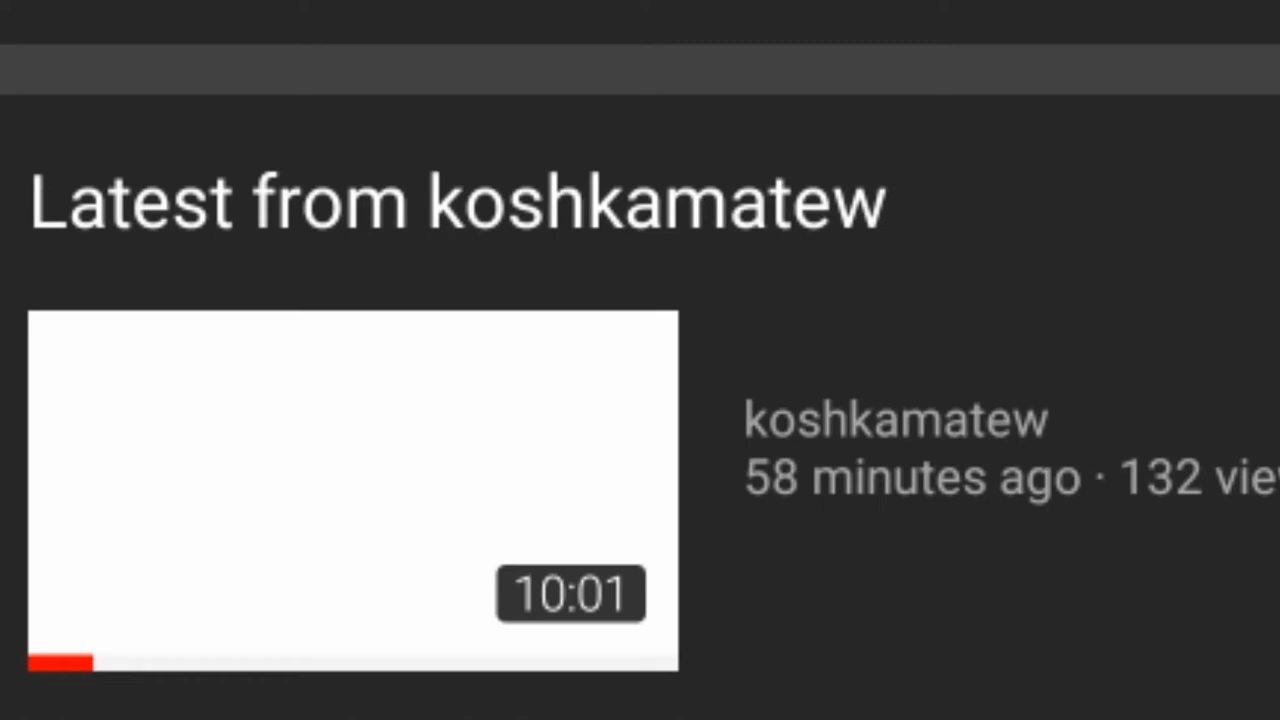 Latest from koshkamatew
koshkamatew
58 minutes ago · 132
10:01